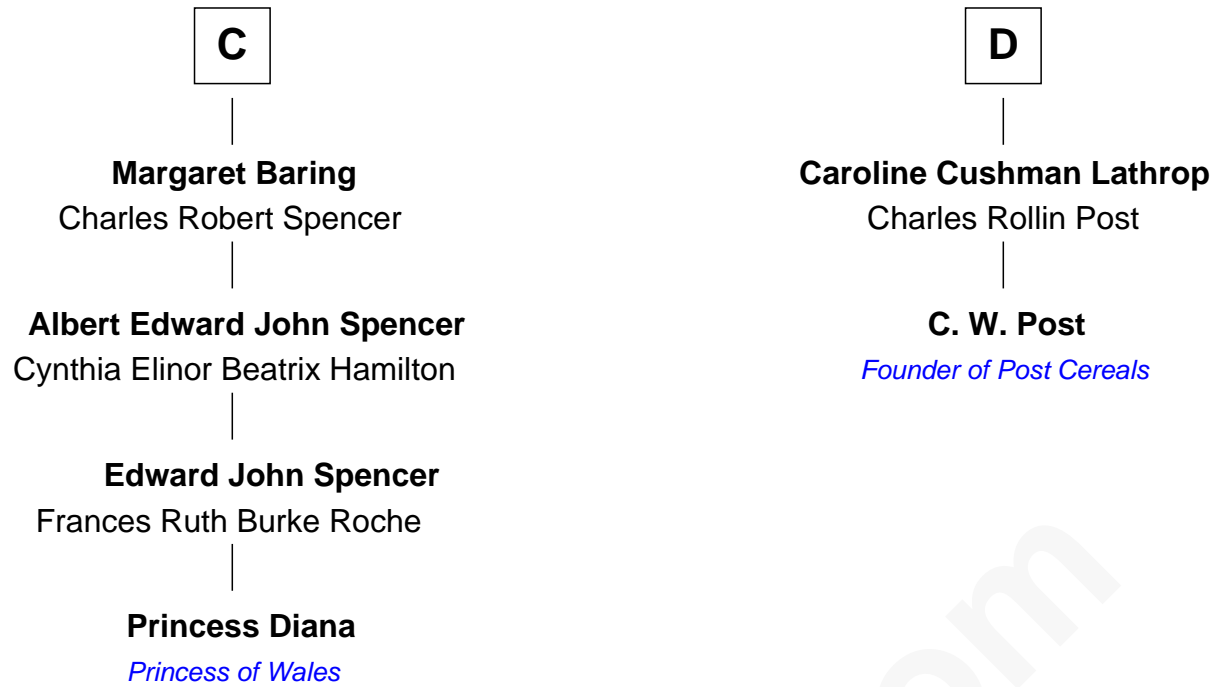 C
Margaret Baring
Charles Robert Spencer
Albert Edward John Spencer
Cynthia Elinor Beatrix Hamilton
Edward John Spencer
Frances Ruth Burke Roche
Princess Diana
Princess of Wales
D
Caroline Cushman Lathrop
Charles Rollin Post
C. W. Post
Founder of Post Cereals
om